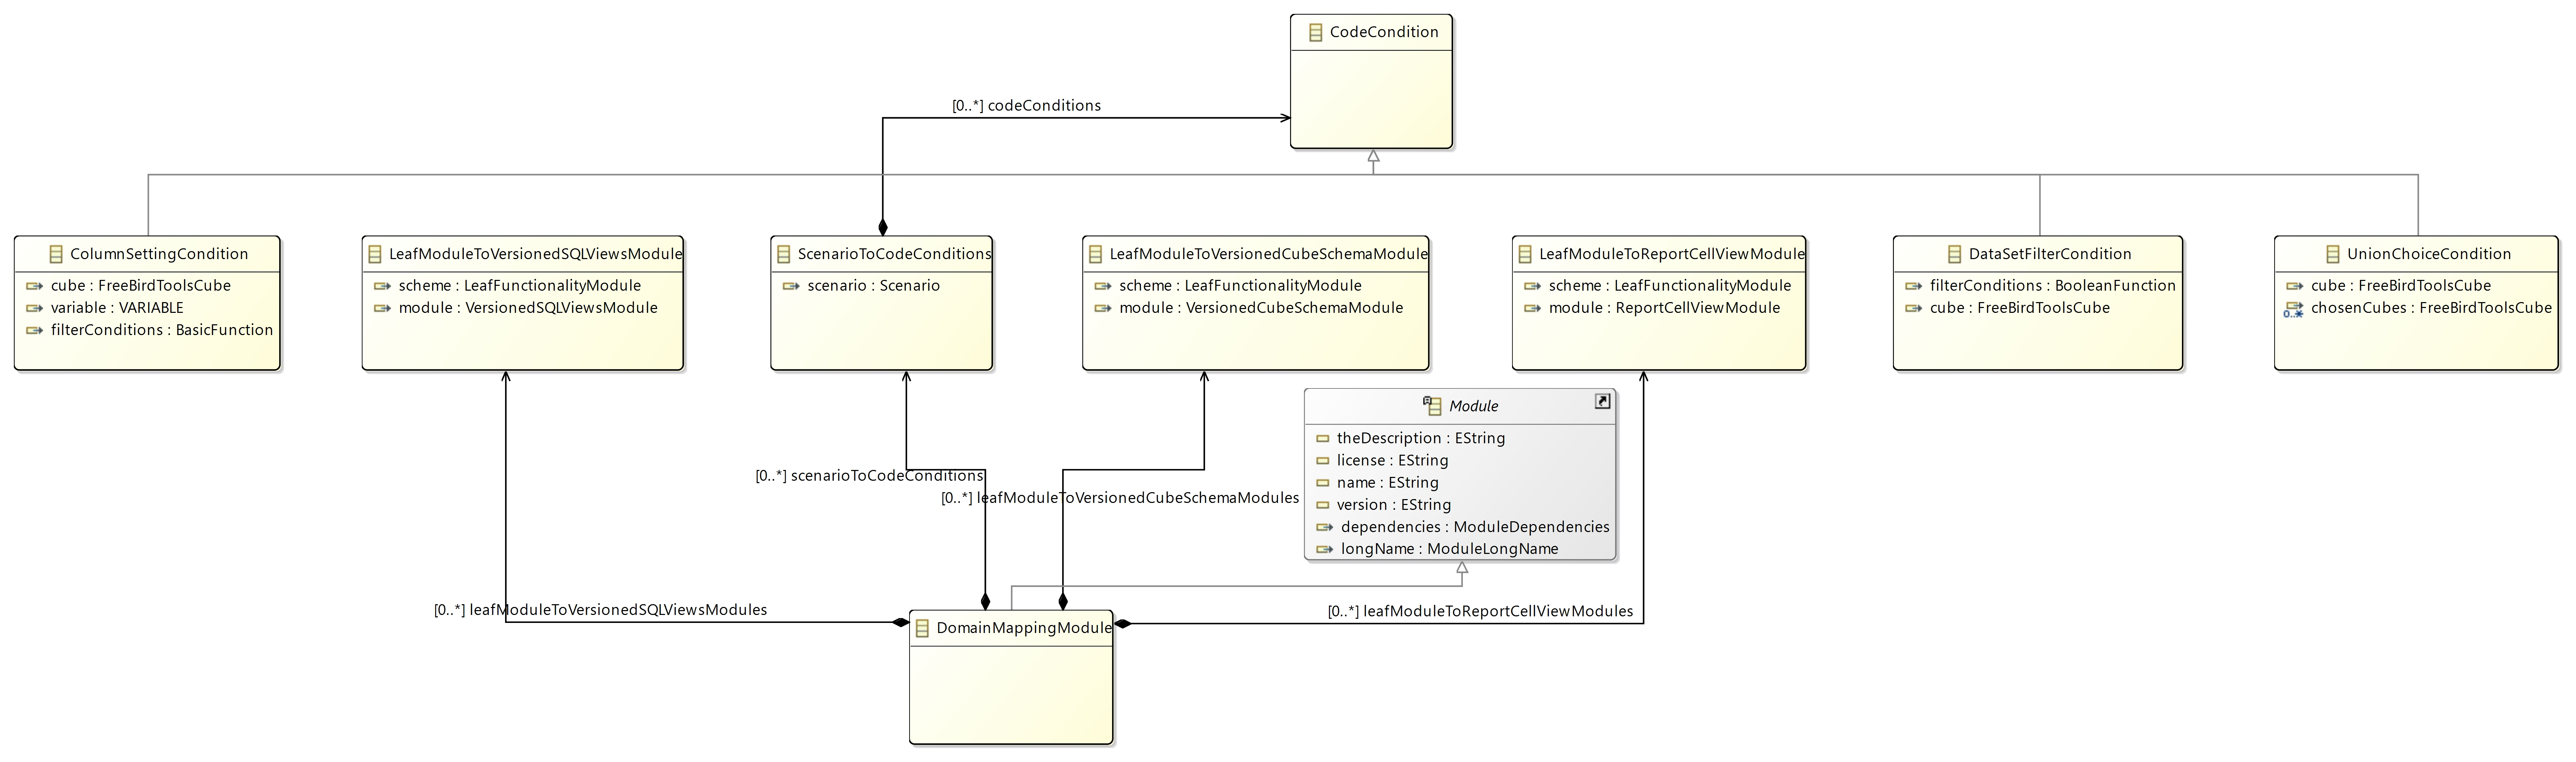 CodeCondition
[0..*] codeConditions
ColumnSettingCondition
cube : FreeBirdToolsCube
variable : VARIABLE
filterConditions : BasicFunction
LeafModuleToVersionedSQLViewsModule
scheme : LeafFunctionalityModule
module : VersionedSQLViewsModule
ScenarioToCodeConditions
scenario : Scenario
LeafModuleToVersionedCubeSchemaModule
scheme : LeafFunctionalityModule
module : VersionedCubeSchemaModule
LeafModuleToReportCellViewModule
scheme : LeafFunctionalityModule
module : ReportCellViewModule
DataSetFilterCondition
filterConditions : BooleanFunction
cube : FreeBirdToolsCube
UnionChoiceCondition
cube : FreeBirdToolsCube
0..* chosenCubes : FreeBirdToolsCube
Module
theDescription : EString
license : EString
name : EString
version : EString
dependencies : ModuleDependencies
longName : ModuleLongName
[0..*] scenarioToCodeConditions
[0..*] leafModuleToVersionedCubeSchemaModules
[0..*] leafModuleToVersionedSQLViewsModules
[0..*] leafModuleToReportCellViewModules
DomainMappingModule